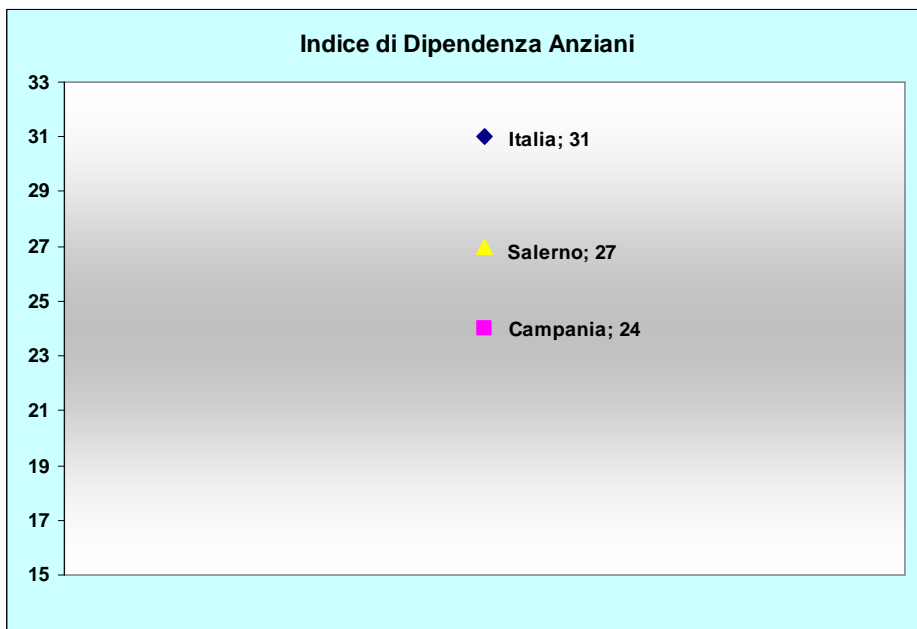 Indice di Dipendenza Anziani
33
31
29
27
25
23
21
19
17
15
Italia; 31
Salerno; 27
Campania; 24